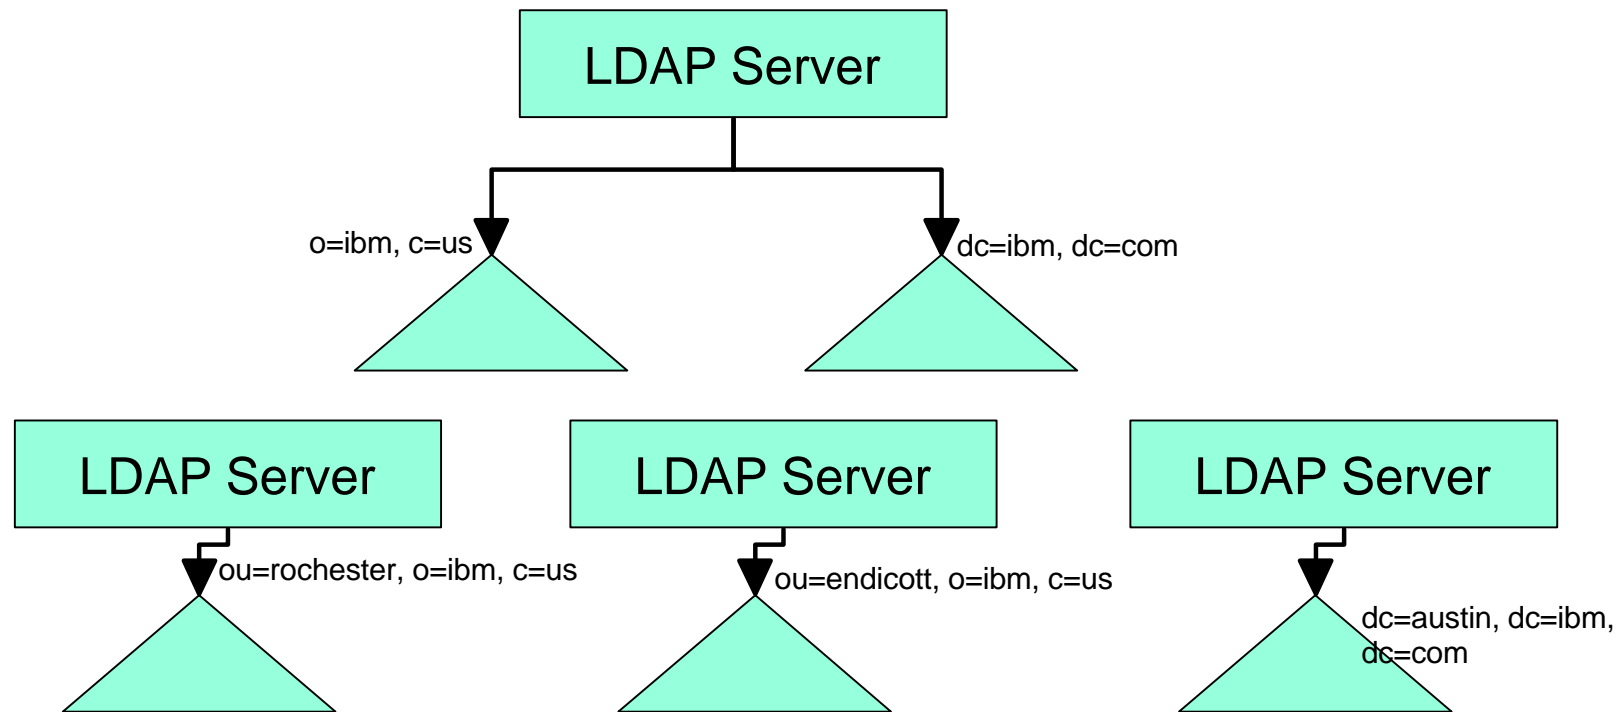 LDAP Server
o=ibm, c=us
dc=ibm, dc=com
LDAP Server
LDAP Server
LDAP Server
ou=rochester, o=ibm, c=us
ou=endicott, o=ibm, c=us
dc=austin, dc=ibm,
dc=com